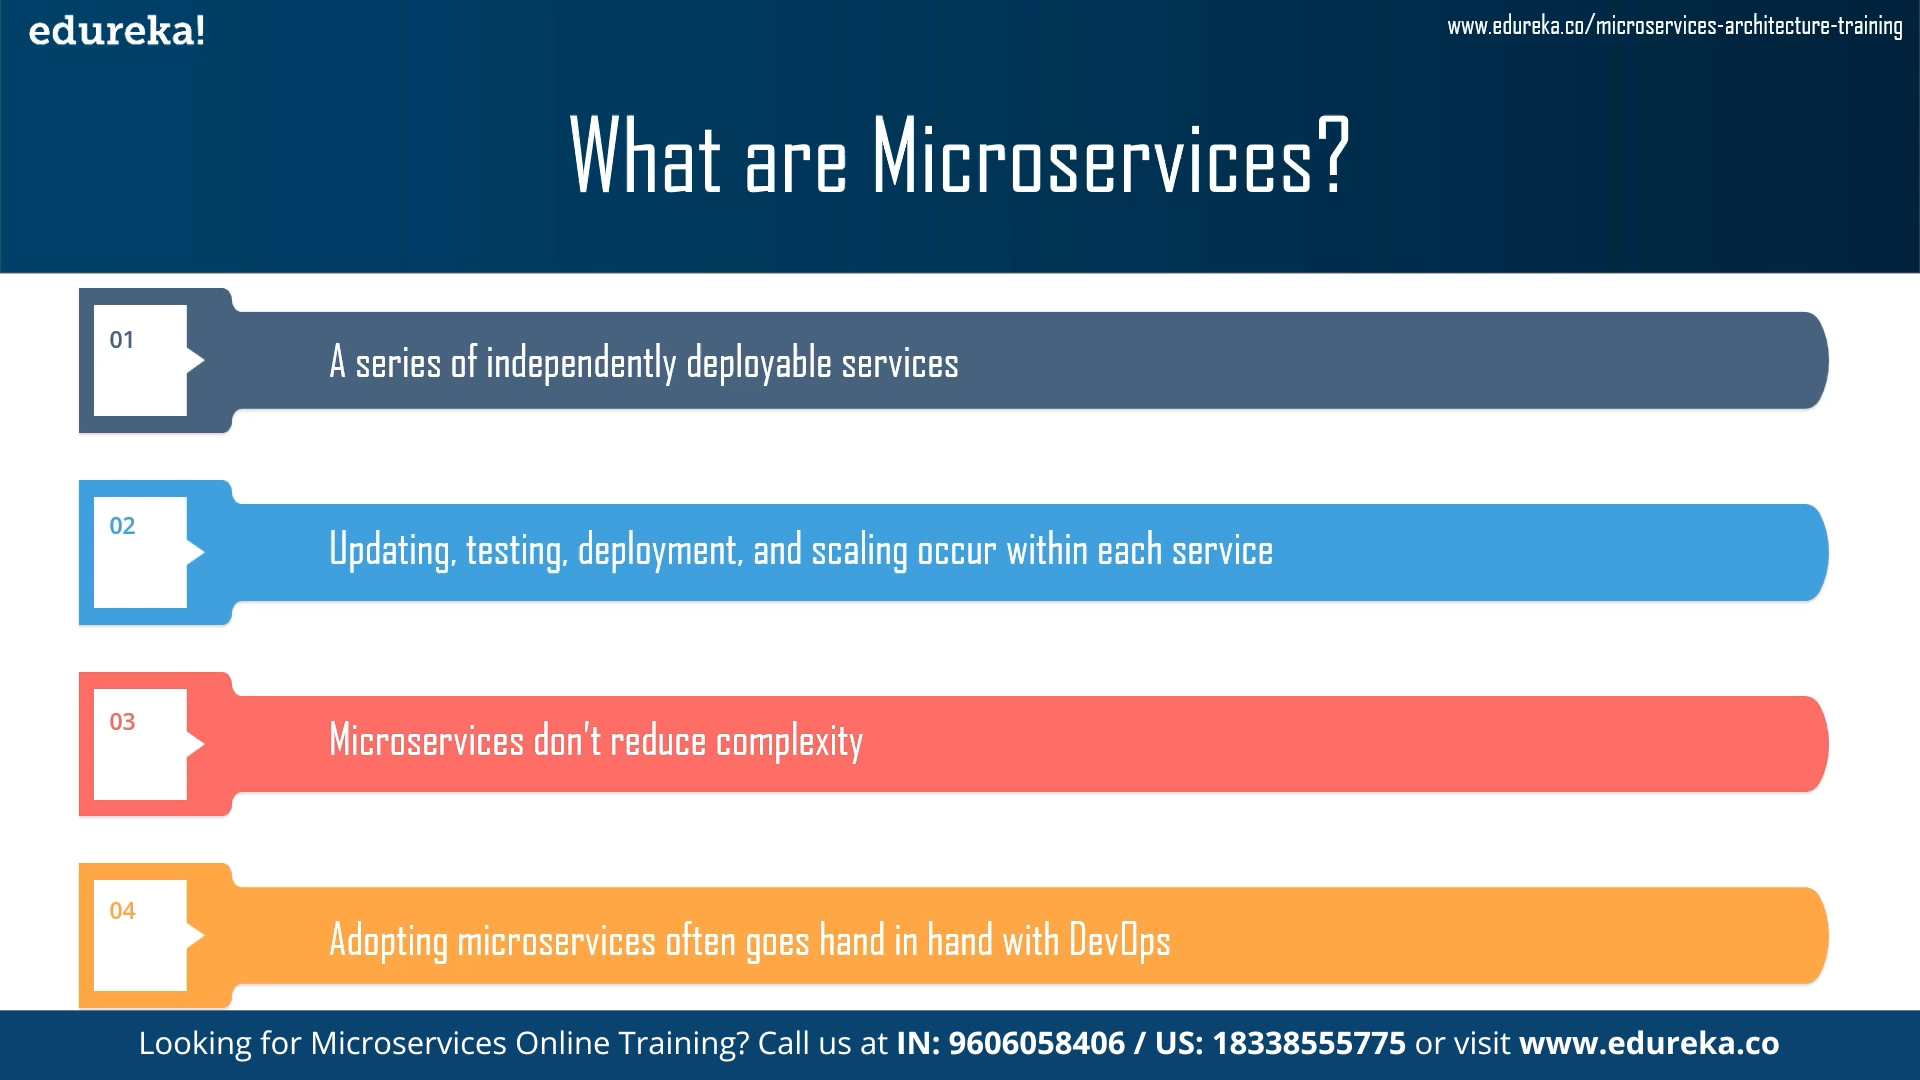 edureka!
www.edureka.co/microservices-architecture-training
What are Microservices?
01
A series of independently deployable services
02
Updating, testing, deployment, and scaling occur within each service
03
Microservices don't reduce complexity
04
Adopting microservices often goes hand in hand with DevOps
Looking for Microservices Online Training? Call us at IN: 9606058406 / US: 18338555775 or visit www.edureka.co